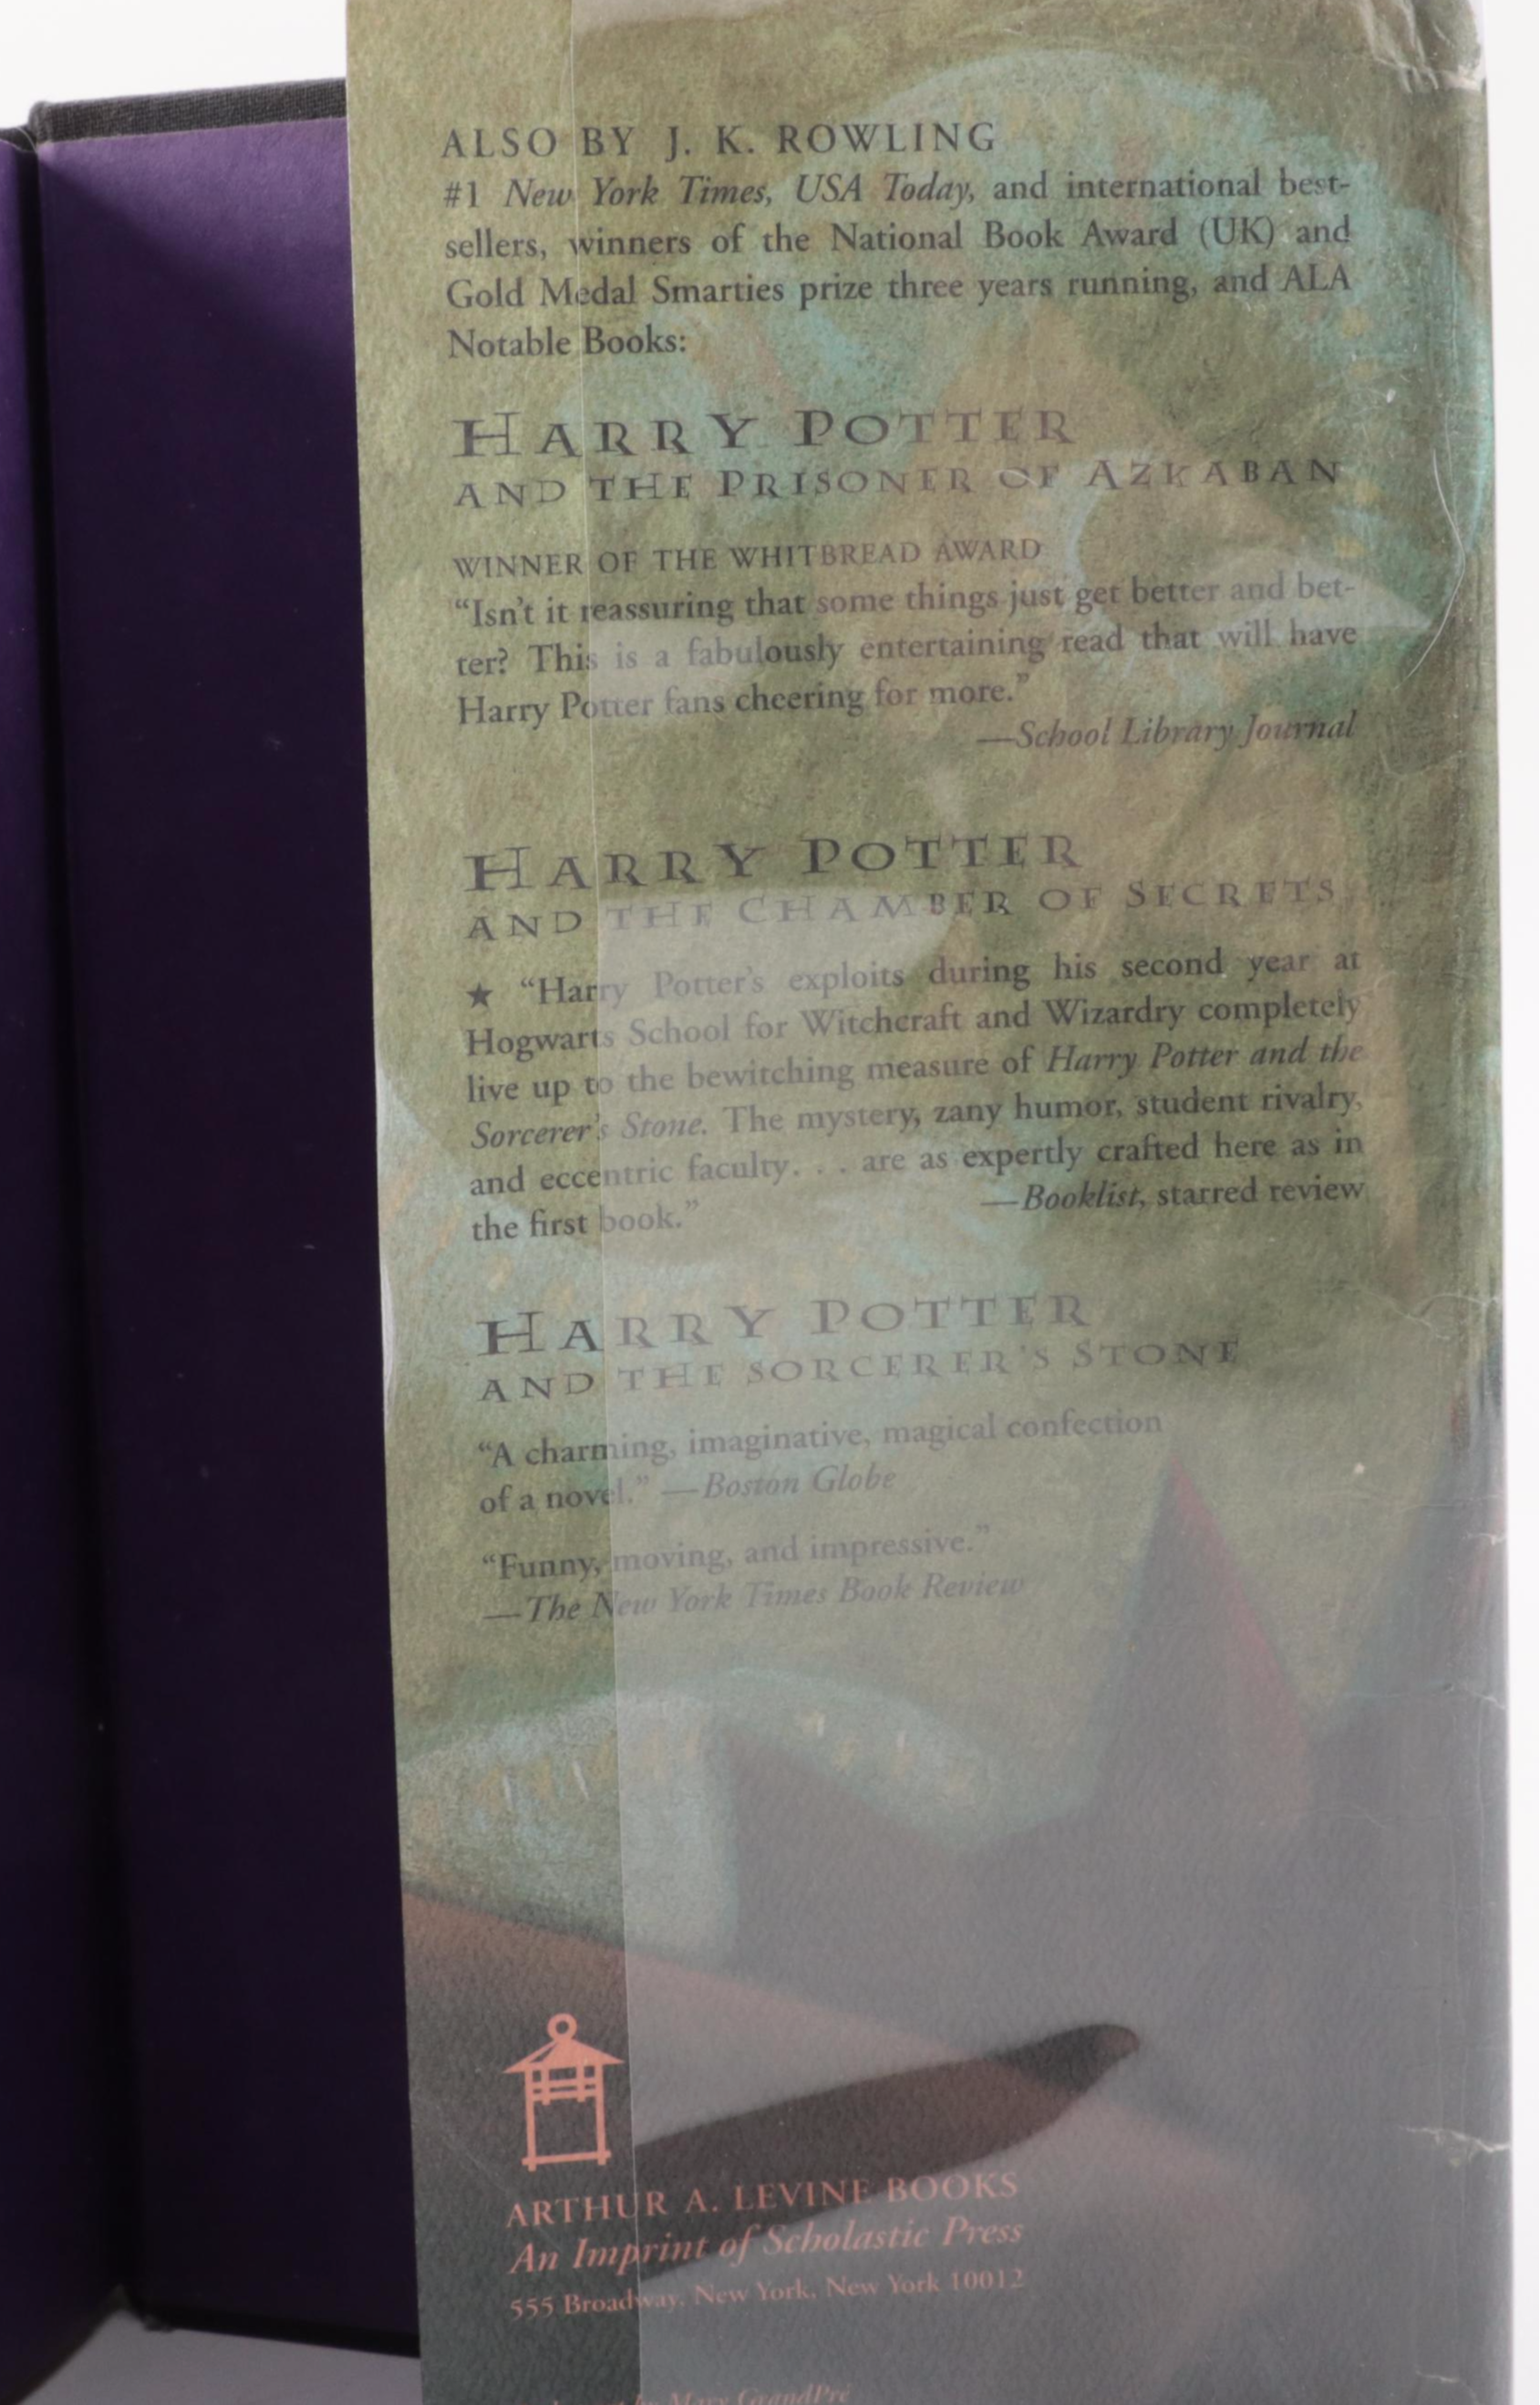 ALSO BY J. K. ROWLING
#1 New York Times, USA Today, and international best-
sellers, winners of the National Book Award (UK) and
Gold Medal Smarties prize three years running, and ALA
Notable Books:
HARRY POTTER
AND THE PRISONER OF AZKABAN
WINNER OF THE WHITBREAD AWARD
“Isn’t it reassuring that some things just get better and bet-
ter? This is a fabulously entertaining read that will have
Harry Potter fans cheering for more.”
—School Library Journal
HARRY POTTER
AND THE CHAMBER OF SECRETS
★ “Harry Potter’s exploits during his second year at
Hogwarts School for Witchcraft and Wizardry completely
live up to the bewitching measure of Harry Potter and the
Sorcerer’s Stone. The mystery, zany humor, student rivalry,
and eccentric faculty. . . are as expertly crafted here as in
the first book.” —Booklist, starred review
HARRY POTTER
AND THE SORCERER’S STONE
“A charming, imaginative, magical confection
of a novel.” —Boston Globe
“Funny, moving, and impressive.”
—The New York Times Book Review
ARTHUR A. LEVINE BOOKS
An Imprint of Scholastic Press
555 Broadway, New York, New York 10012
by Mary GrandPré